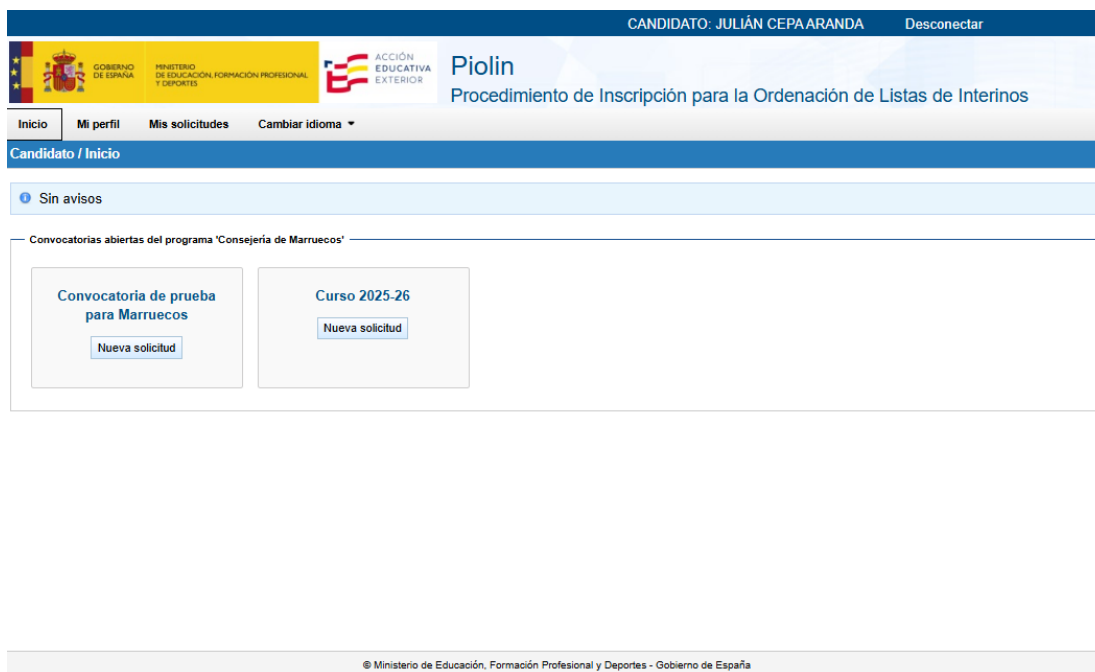 CANDIDATO: JULIÁN CEPA ARANDA Desconectar
GOBIERNO DE ESPAÑA
MINISTERIO DE EDUCACIÓN, FORMACIÓN PROFESIONAL Y DEPORTES
ACCIÓN EDUCATIVA EXTERIOR
Piolin
Procedimiento de Inscripción para la Ordenación de Listas de Interinos
Inicio Mi perfil Mis solicitudes Cambiar idioma
Candidato / Inicio
Sin avisos
Convocatorias abiertas del programa 'Consejería de Marruecos'
Convocatoria de prueba
para Marruecos
Nueva solicitud
Curso 2025-26
Nueva solicitud
© Ministerio de Educación, Formación Profesional y Deportes - Gobierno de España